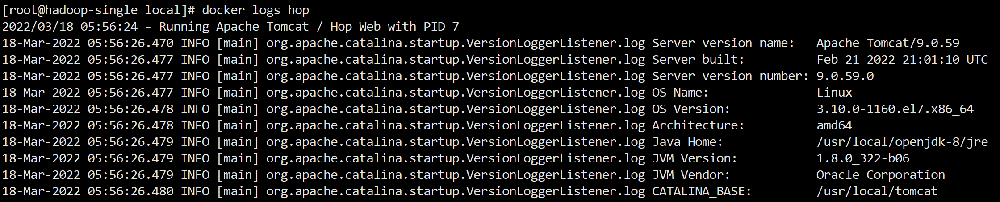 [root@hadoop-single local]# docker logs hop
2022/03/18 05:56:24 - Running Apache Tomcat / Hop Web with PID 7
18-Mar-2022 05:56:26.470 INFO [main] org.apache.catalina.startup.VersionLoggerListener.log Server version name:   Apache Tomcat/9.0.59
18-Mar-2022 05:56:26.477 INFO [main] org.apache.catalina.startup.VersionLoggerListener.log Server built:          Feb 21 2022 21:01:10 UTC
18-Mar-2022 05:56:26.477 INFO [main] org.apache.catalina.startup.VersionLoggerListener.log Server version number: 9.0.59.0
18-Mar-2022 05:56:26.477 INFO [main] org.apache.catalina.startup.VersionLoggerListener.log OS Name:               Linux
18-Mar-2022 05:56:26.478 INFO [main] org.apache.catalina.startup.VersionLoggerListener.log OS Version:            3.10.0-1160.el7.x86_64
18-Mar-2022 05:56:26.478 INFO [main] org.apache.catalina.startup.VersionLoggerListener.log Architecture:          amd64
18-Mar-2022 05:56:26.479 INFO [main] org.apache.catalina.startup.VersionLoggerListener.log Java Home:             /usr/local/openjdk-8/jre
18-Mar-2022 05:56:26.479 INFO [main] org.apache.catalina.startup.VersionLoggerListener.log JVM Version:           1.8.0_322-b06
18-Mar-2022 05:56:26.479 INFO [main] org.apache.catalina.startup.VersionLoggerListener.log JVM Vendor:            Oracle Corporation
18-Mar-2022 05:56:26.480 INFO [main] org.apache.catalina.startup.VersionLoggerListener.log CATALINA_BASE:         /usr/local/tomcat